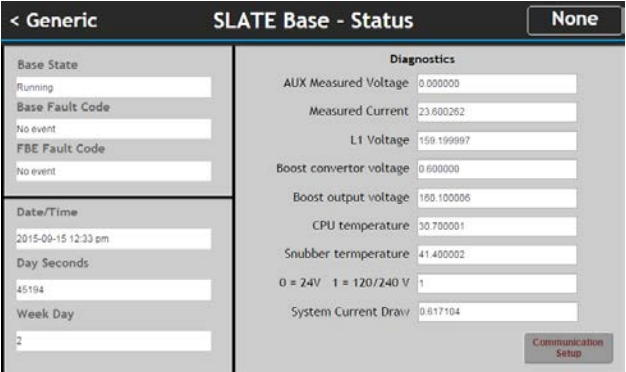 < Generic
SLATE Base - Status
None
Base State
Running
Base Fault Code
No event
FBE Fault Code
No event
Date/Time
2015-09-15 12:33 pm
Day Seconds
45194
Week Day
2
Diagnostics
AUX Measured Voltage 0.000000
Measured Current 23.600262
L1 Voltage 159.199997
Boost convertor voltage 0.600000
Boost output voltage 160.100006
CPU temperature 30.700001
Snubber termperature 41.400002
0 = 24V 1 = 120/240 V 1
System Current Draw 0.617104
Communication
Setup